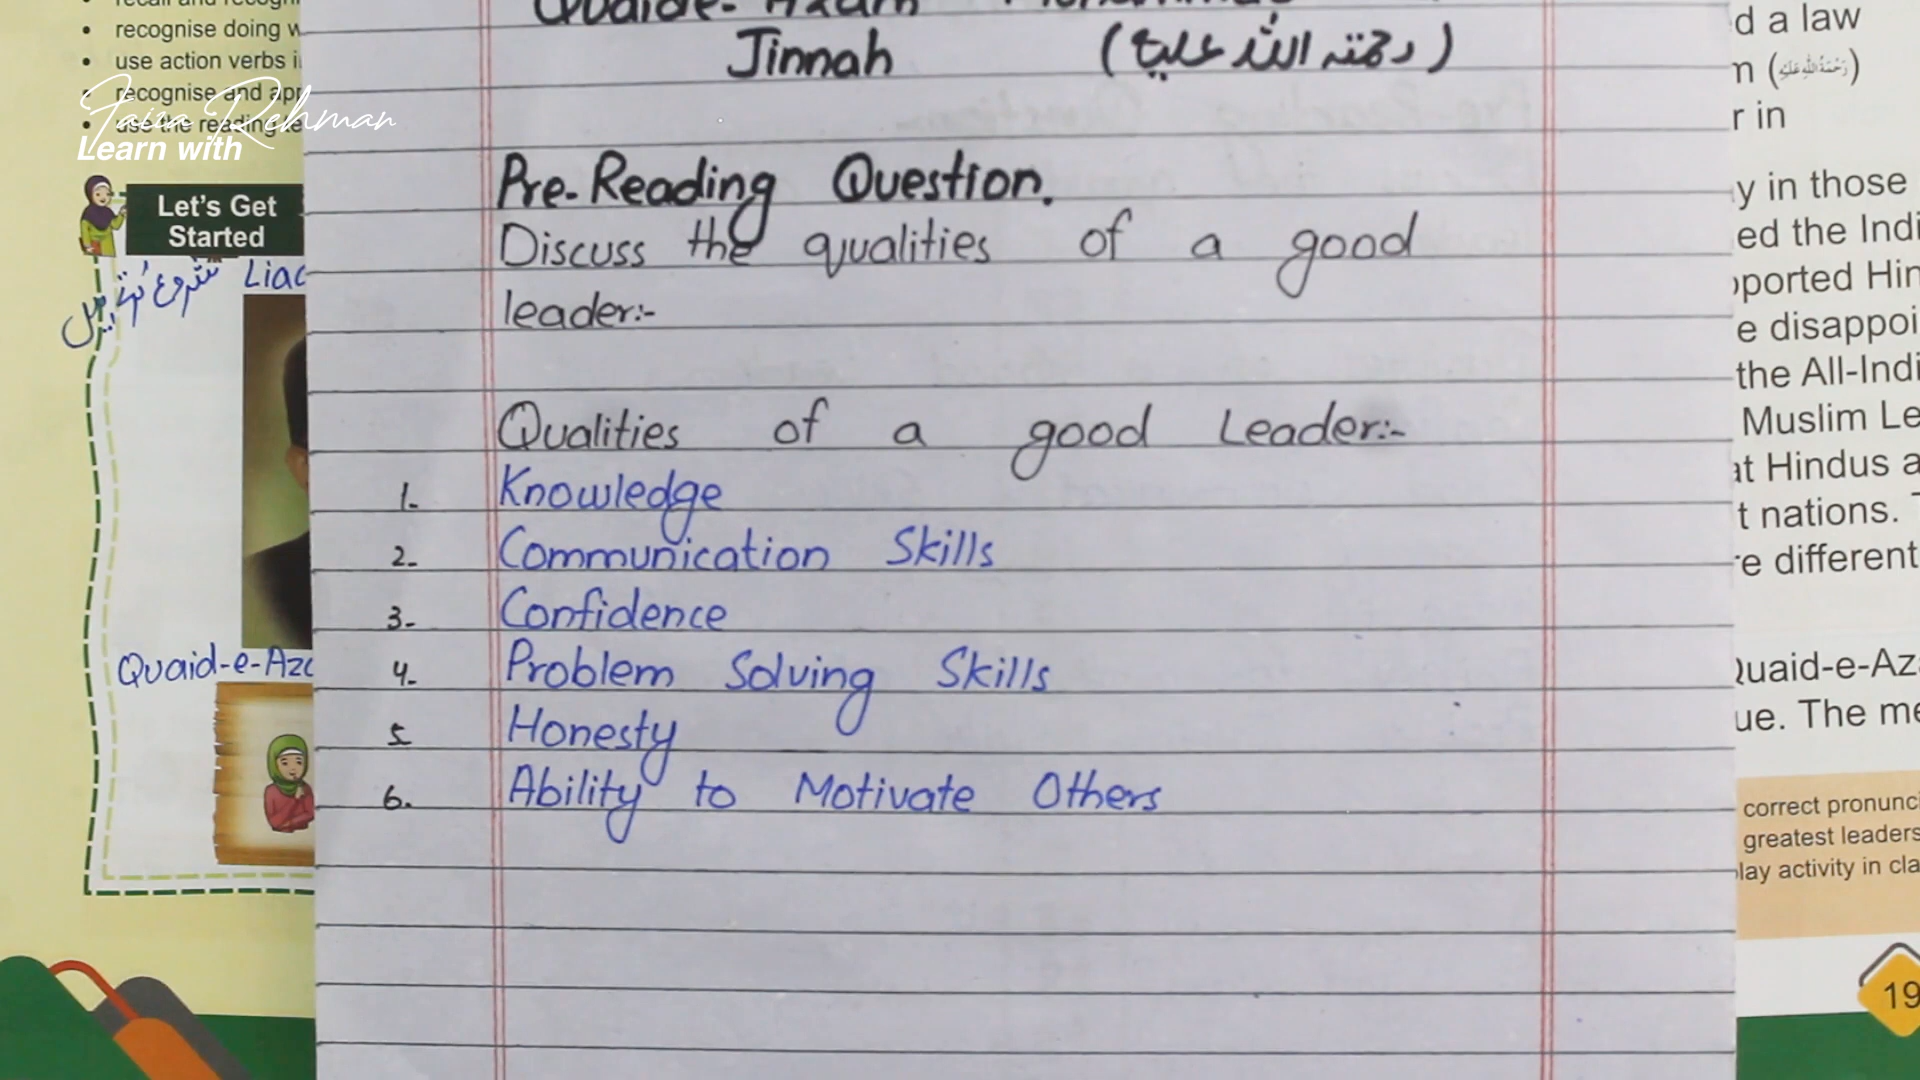 recognise doing
use action verbs
recognise and app
use the reading
Faiza Rehman
Learn with
Let's Get
Started
شروع کرتے ہیں
Quaid-e-Aza
Jinnah (رحمتہ اللہ علیہ)
Pre-Reading Question.
Discuss the qualities of a good
leader:-
Qualities of a good Leader:-
1- Knowledge
2- Communication Skills
3- Confidence
4- Problem Solving Skills
5 Honesty
6. Ability to Motivate Others
d a law
m (رحمۃ اللہ علیہ)
r in
y in those
ed the Indi
pported Hin
e disappoi
the All-Indi
Muslim Le
at Hindus a
t nations.
re different
Quaid-e-Az
ue. The me
correct pronunc
greatest leaders
lay activity in cla
19